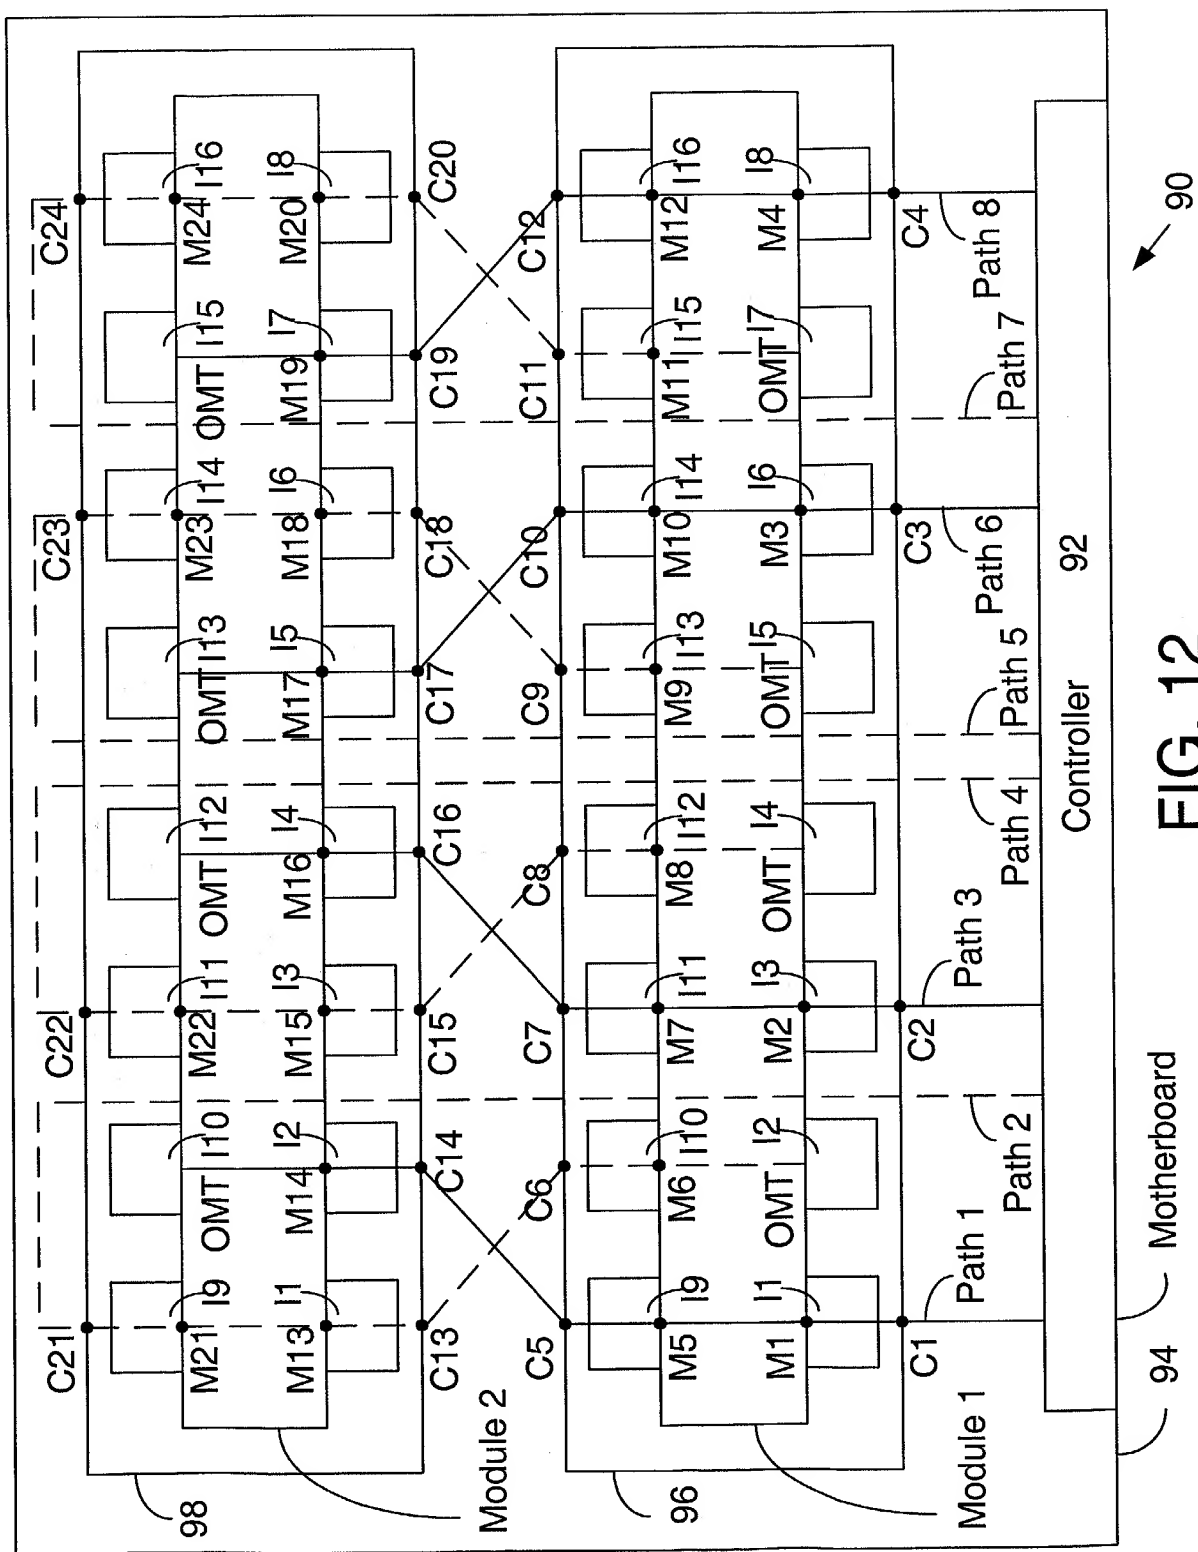 C24
C23
C22
C21
I16
I15
I14
I13
I12
I11
I10
I9
M24
OMT
M23
OMT
OMT
M22
OMT
M21
I8
I7
I6
I5
I4
I3
I2
I1
M20
M19
M18
M17
M16
M15
M14
M13
C20
C19
C18
C17
C16
C15
C14
C13
98
Module 2
C12
C11
C10
C9
C8
C7
C6
C5
I16
I15
I14
I13
I12
I11
I10
I9
M12
M11
M10
M9
M8
M7
M6
M5
I8
I7
I6
I5
I4
I3
I2
I1
M4
OMT
M3
OMT
OMT
M2
OMT
M1
C4
C3
C2
C1
96
Module 1
Path 8
Path 7
Path 6
Path 5
Path 4
Path 3
Path 2
Path 1
Controller
92
90
Motherboard
94
FIG. 12